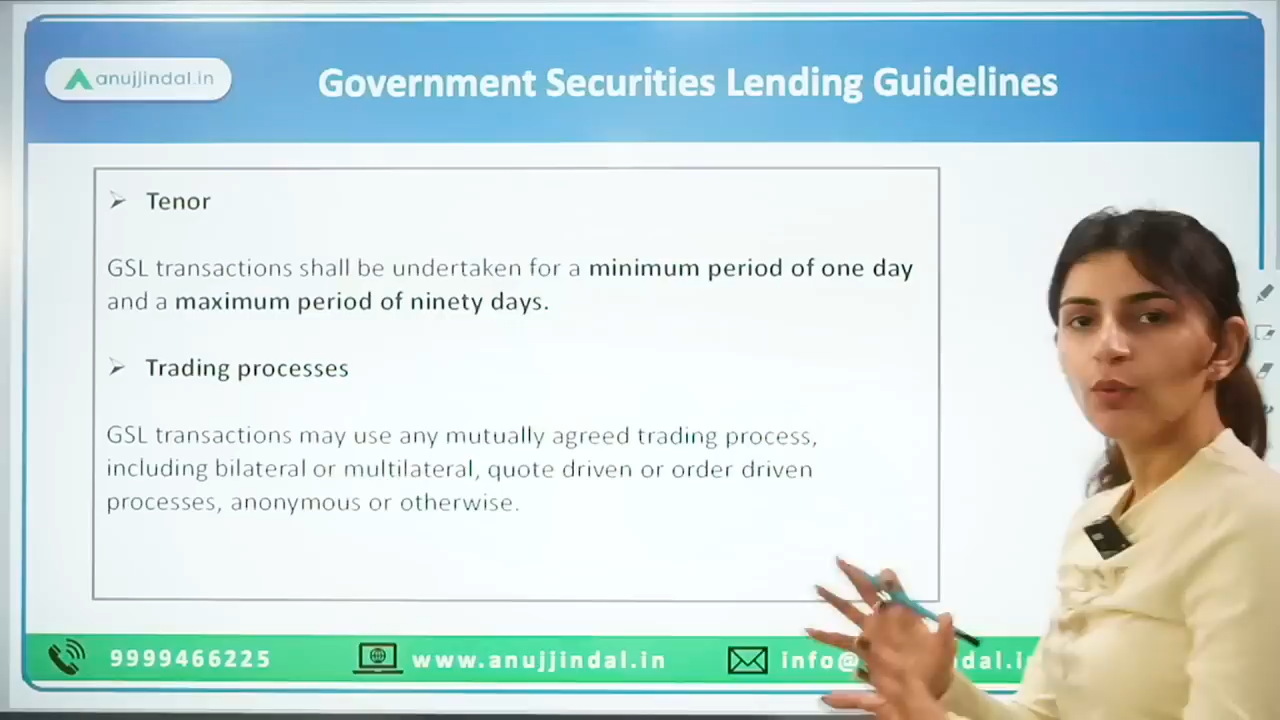 anujjindal.in
Government Securities Lending Guidelines
Tenor
GSL transactions shall be undertaken for a minimum period of one day
and a maximum period of ninety days.
Trading processes
GSL transactions may use any mutually agreed trading process,
including bilateral or multilateral, quote driven or order driven
processes, anonymous or otherwise.
9999466225
www.anujjindal.in
info@